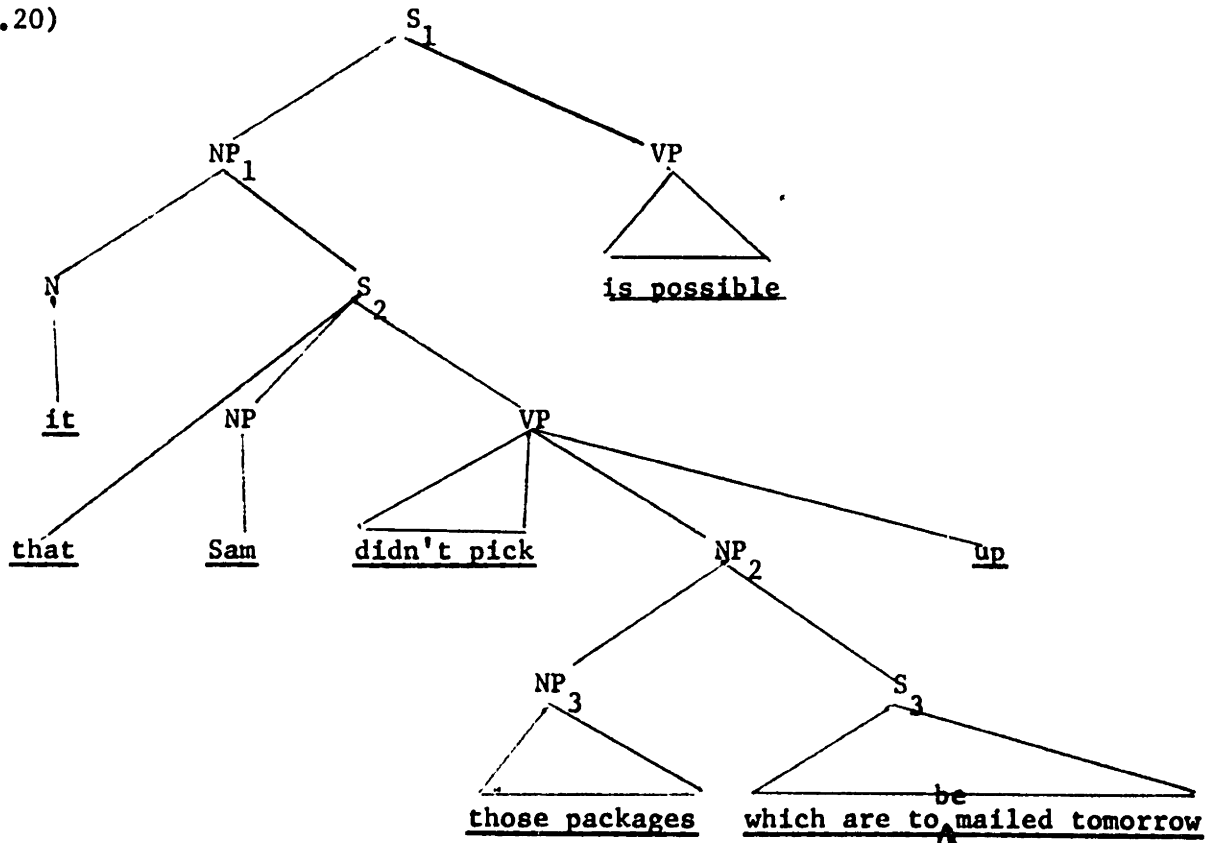 .20)
S1
NP1 VP
N S2 is possible
it NP VP
that Sam didn't pick NP2 up
NP3 S3
be
those packages which are to ^ mailed tomorrow